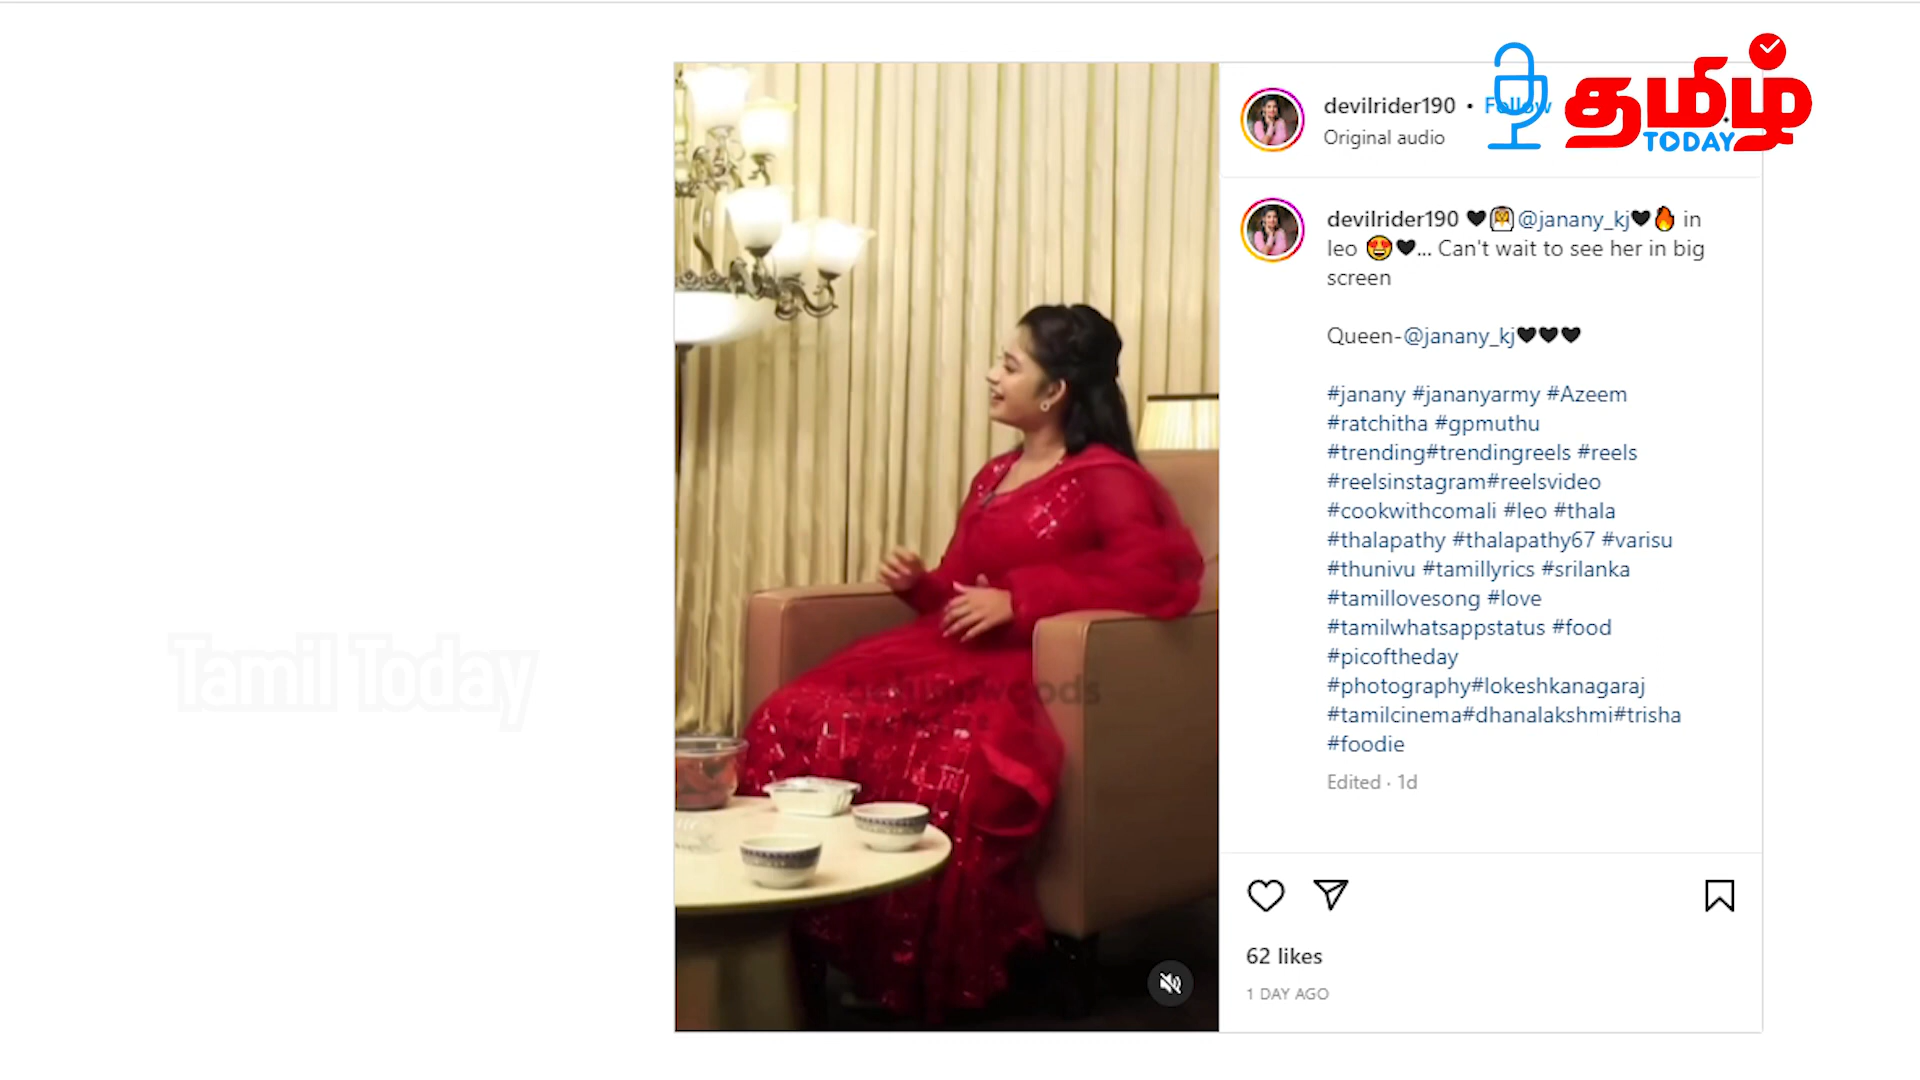 devilrider190 • Follow
Original audio
தமிழ்
TODAY
devilrider190 🖤👰@janany_kj🖤🔥 in
leo 😍🖤... Can't wait to see her in big
screen
Queen-@janany_kj🖤🖤🖤
#janany #jananyarmy #Azeem
#ratchitha #gpmuthu
#trending#trendingreels #reels
#reelsinstagram#reelsvideo
#cookwithcomali #leo #thala
#thalapathy #thalapathy67 #varisu
#thunivu #tamillyrics #srilanka
#tamillovesong #love
#tamilwhatsappstatus #food
#picoftheday
#photography#lokeshkanagaraj
#tamilcinema#dhanalakshmi#trisha
#foodie
Edited · 1d
62 likes
1 DAY AGO
Tamil Today